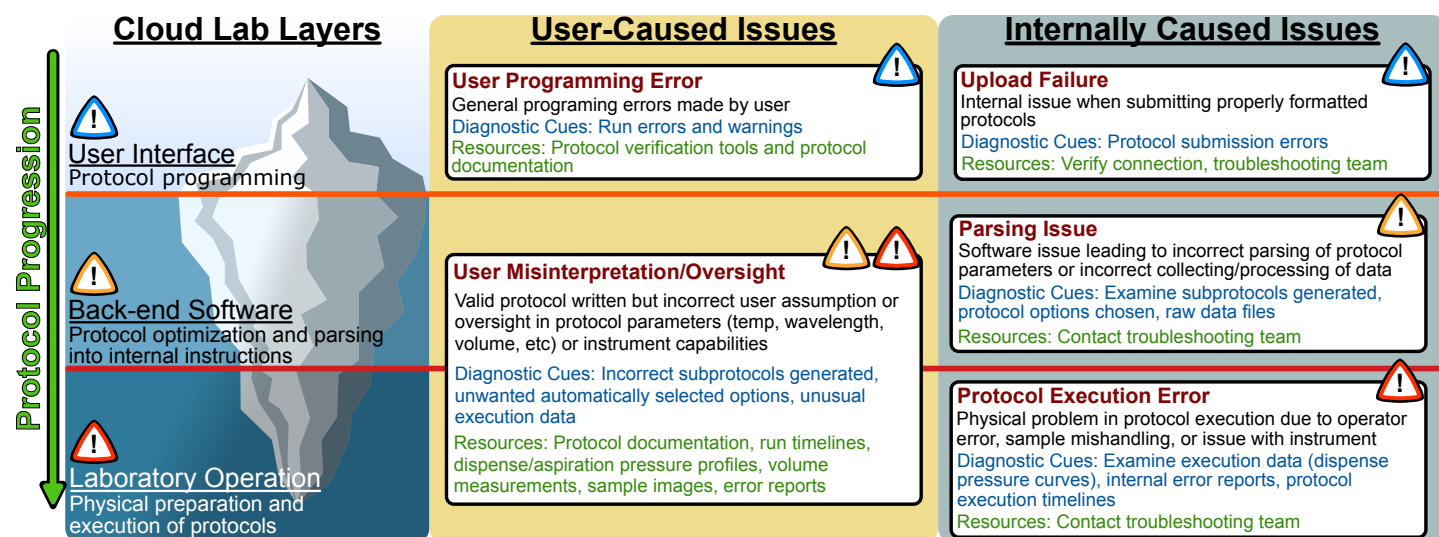 Cloud Lab Layers
Protocol Progression
!
User Interface
Protocol programming
!
Back-end Software
Protocol optimization and parsing
into internal instructions
!
Laboratory Operation
Physical preparation and
execution of protocols
User-Caused Issues
!
User Programming Error
General programing errors made by user
Diagnostic Cues: Run errors and warnings
Resources: Protocol verification tools and protocol
documentation
! !
User Misinterpretation/Oversight
Valid protocol written but incorrect user assumption or
oversight in protocol parameters (temp, wavelength,
volume, etc) or instrument capabilities
Diagnostic Cues: Incorrect subprotocols generated,
unwanted automatically selected options, unusual
execution data
Resources: Protocol documentation, run timelines,
dispense/aspiration pressure profiles, volume
measurements, sample images, error reports
Internally Caused Issues
!
Upload Failure
Internal issue when submitting properly formatted
protocols
Diagnostic Cues: Protocol submission errors
Resources: Verify connection, troubleshooting team
!
Parsing Issue
Software issue leading to incorrect parsing of protocol
parameters or incorrect collecting/processing of data
Diagnostic Cues: Examine subprotocols generated,
protocol options chosen, raw data files
Resources: Contact troubleshooting team
!
Protocol Execution Error
Physical problem in protocol execution due to operator
error, sample mishandling, or issue with instrument
Diagnostic Cues: Examine execution data (dispense
pressure curves), internal error reports, protocol
execution timelines
Resources: Contact troubleshooting team